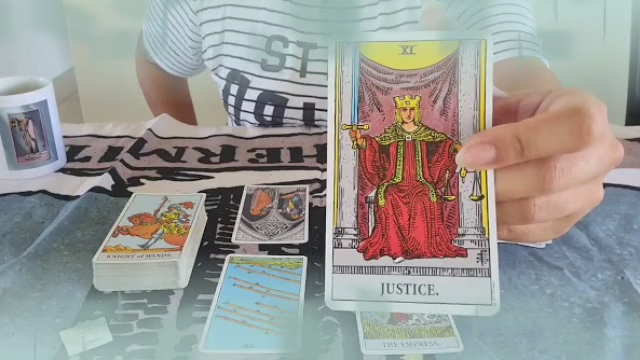 ST
XI
HERMIT
KNIGHT of WANDS.
JUSTICE.
THE EMPRESS.